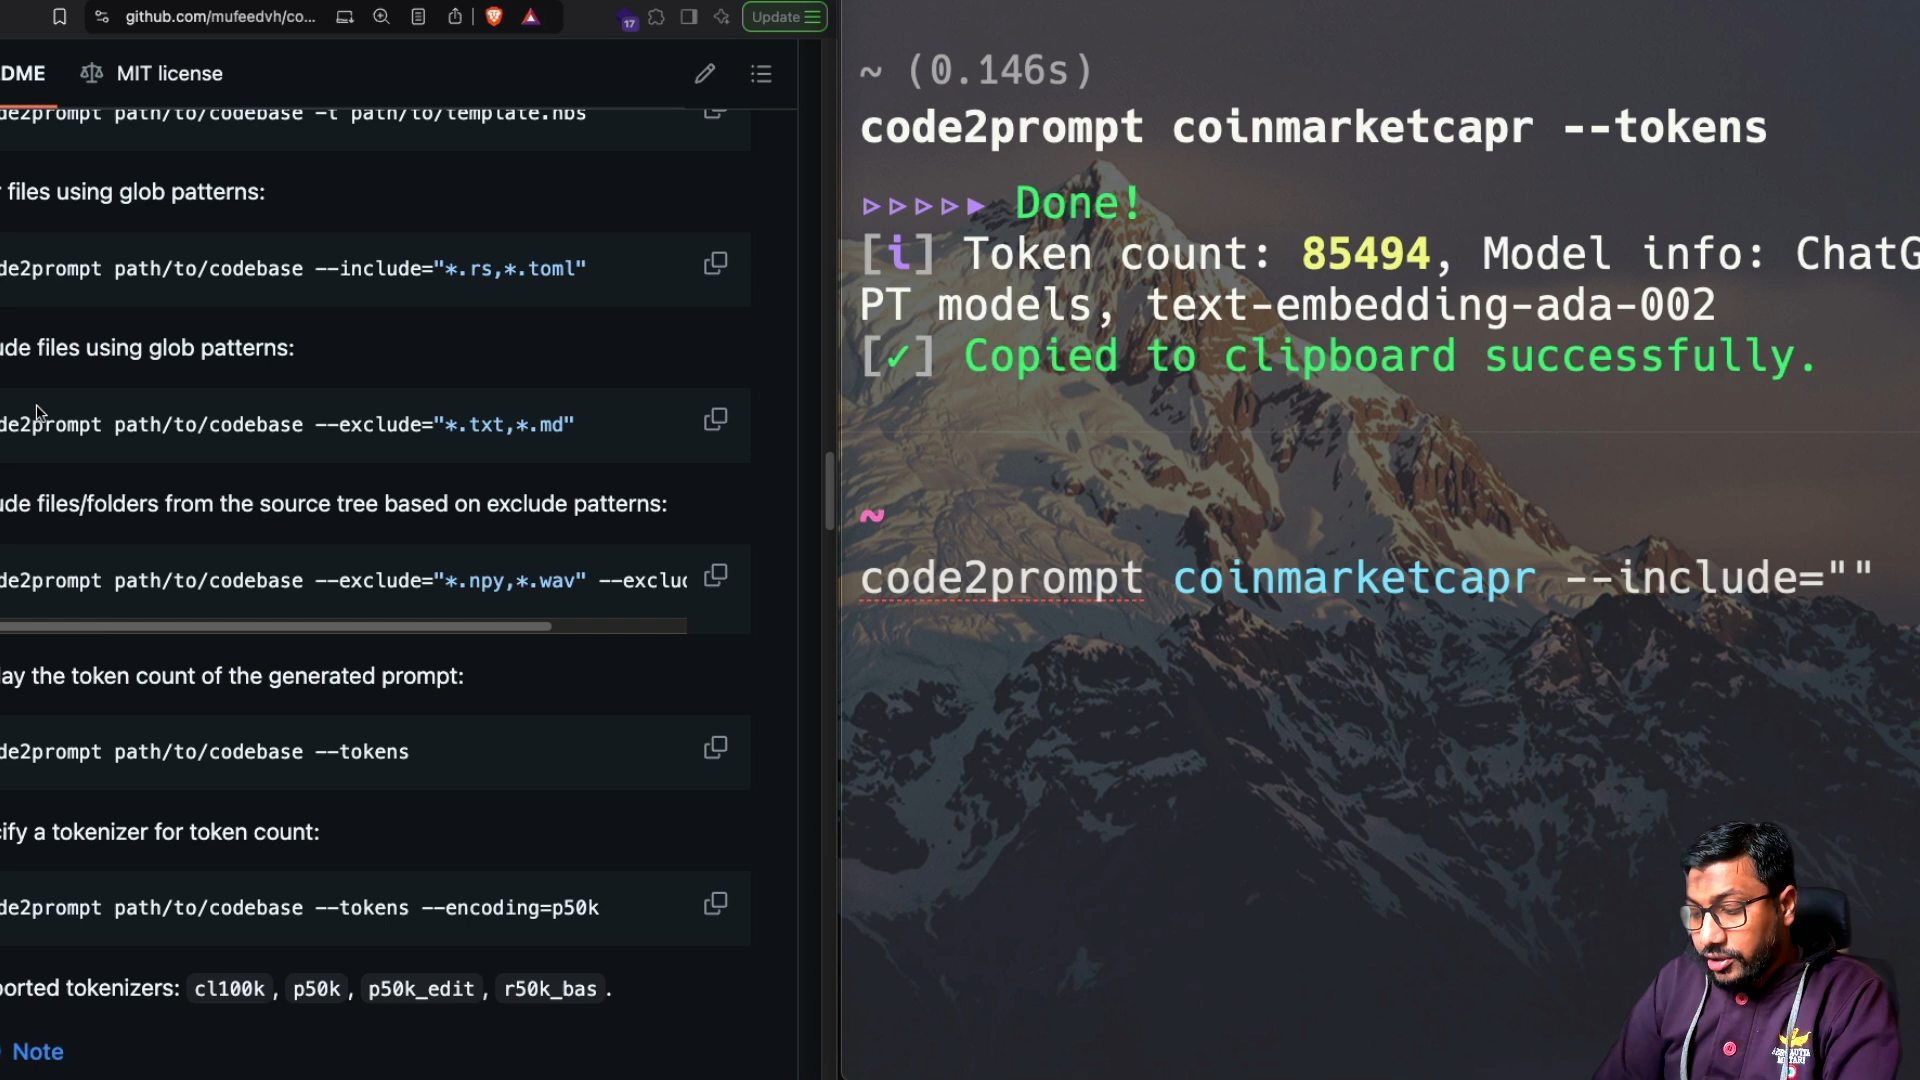 github.com/mufeedvh/co...
17
Update
DME
MIT license
de2prompt path/to/codebase -t path/to/template.hbs
files using glob patterns:
de2prompt path/to/codebase --include="*.rs,*.toml"
ude files using glob patterns:
de2prompt path/to/codebase --exclude="*.txt,*.md"
ude files/folders from the source tree based on exclude patterns:
de2prompt path/to/codebase --exclude="*.npy,*.wav" --exclud
lay the token count of the generated prompt:
de2prompt path/to/codebase --tokens
cify a tokenizer for token count:
de2prompt path/to/codebase --tokens --encoding=p50k
ported tokenizers: cl100k, p50k, p50k_edit, r50k_bas.
Note
~ (0.146s)
code2prompt coinmarketcapr --tokens
▹▹▹▹▸ Done!
[i] Token count: 85494, Model info: ChatG
PT models, text-embedding-ada-002
[✓] Copied to clipboard successfully.
~
code2prompt coinmarketcapr --include=""